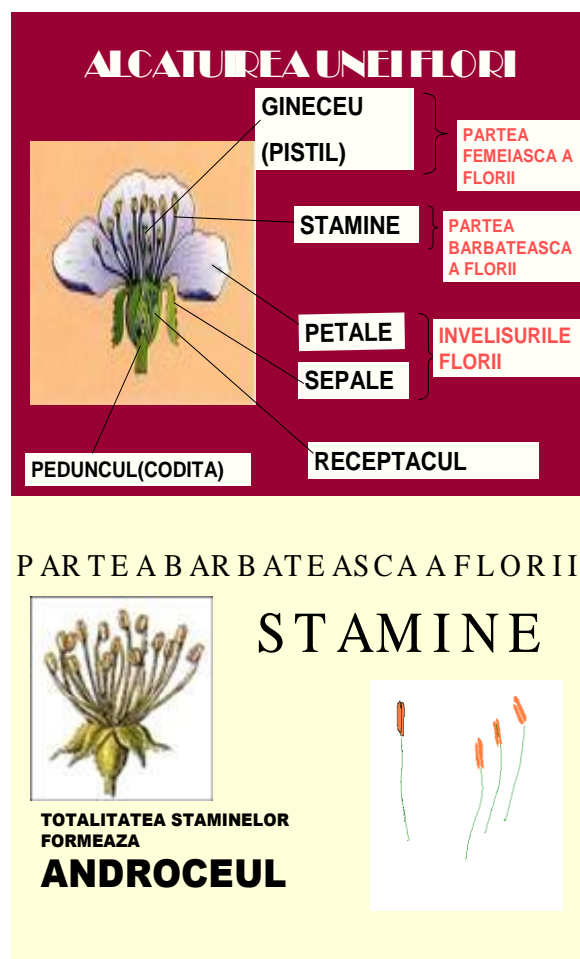 ALCATUIREA UNEI FLORI
GINECEU
(PISTIL)
PARTEA
FEMEIASCA A
FLORII
STAMINE
PARTEA
BARBATEASCA
A FLORII
PETALE
INVELISURILE
FLORII
SEPALE
RECEPTACUL
PEDUNCUL(CODITA)
PARTEA BARBATEASCA A FLORII
STAMINE
TOTALITATEA STAMINELOR
FORMEAZA
ANDROCEUL